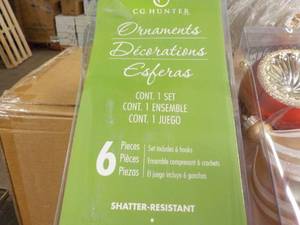 CG HUNTER
Ornaments
Décorations
Esferas
CONT. 1 SET
CONT. 1 ENSEMBLE
CONT. 1 JUEGO
6
Pieces
Pièces
Piezas
Set includes 6 hooks
Ensemble comprenant 6 crochets
El juego incluye 6 ganchos
SHATTER-RESISTANT